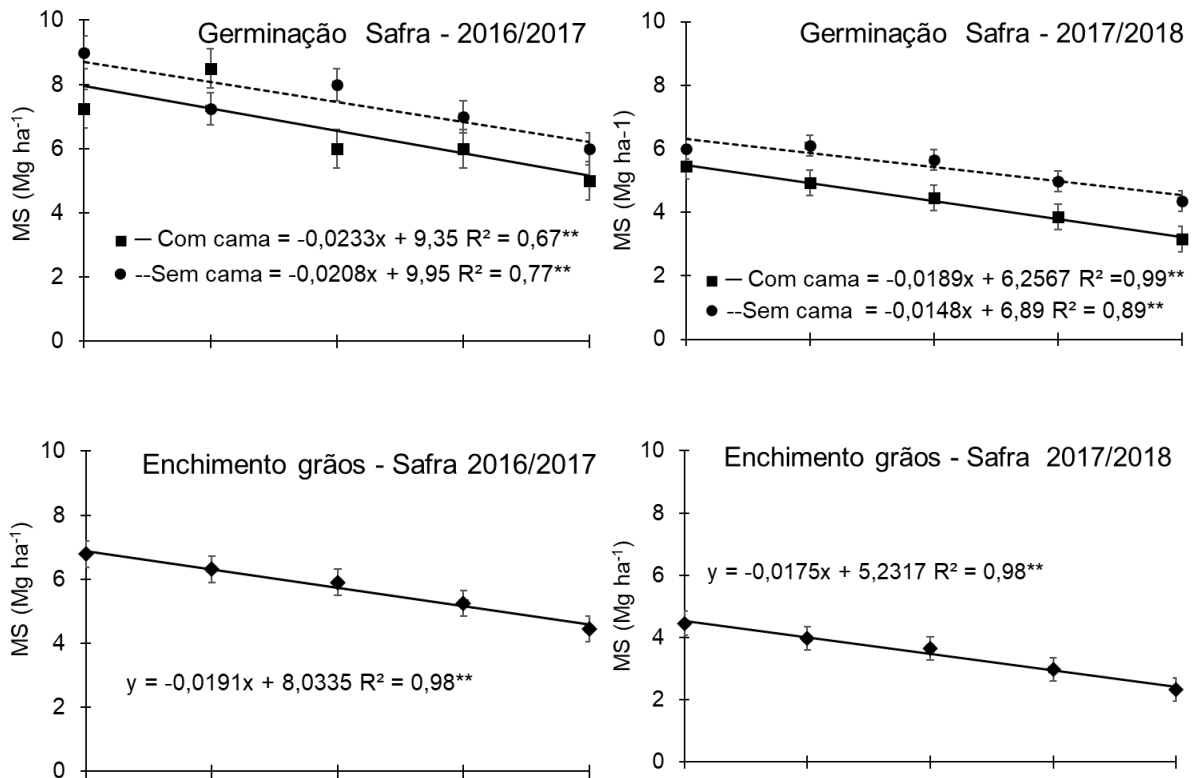 Germinação Safra - 2016/2017
MS (Mg ha⁻¹)
10
8
6
4
2
0
■ — Com cama = -0,0233x + 9,35 R² = 0,67**
● --Sem cama = -0,0208x + 9,95 R² = 0,77**
Germinação Safra - 2017/2018
MS (Mg ha-1)
10
8
6
4
2
0
■ — Com cama = -0,0189x + 6,2567 R² =0,99**
● --Sem cama = -0,0148x + 6,89 R² = 0,89**
Enchimento grãos - Safra 2016/2017
MS (Mg ha⁻¹)
10
8
6
4
2
0
y = -0,0191x + 8,0335 R² = 0,98**
Enchimento grãos - Safra 2017/2018
MS (Mg ha⁻¹)
10
8
6
4
2
0
y = -0,0175x + 5,2317 R² = 0,98**